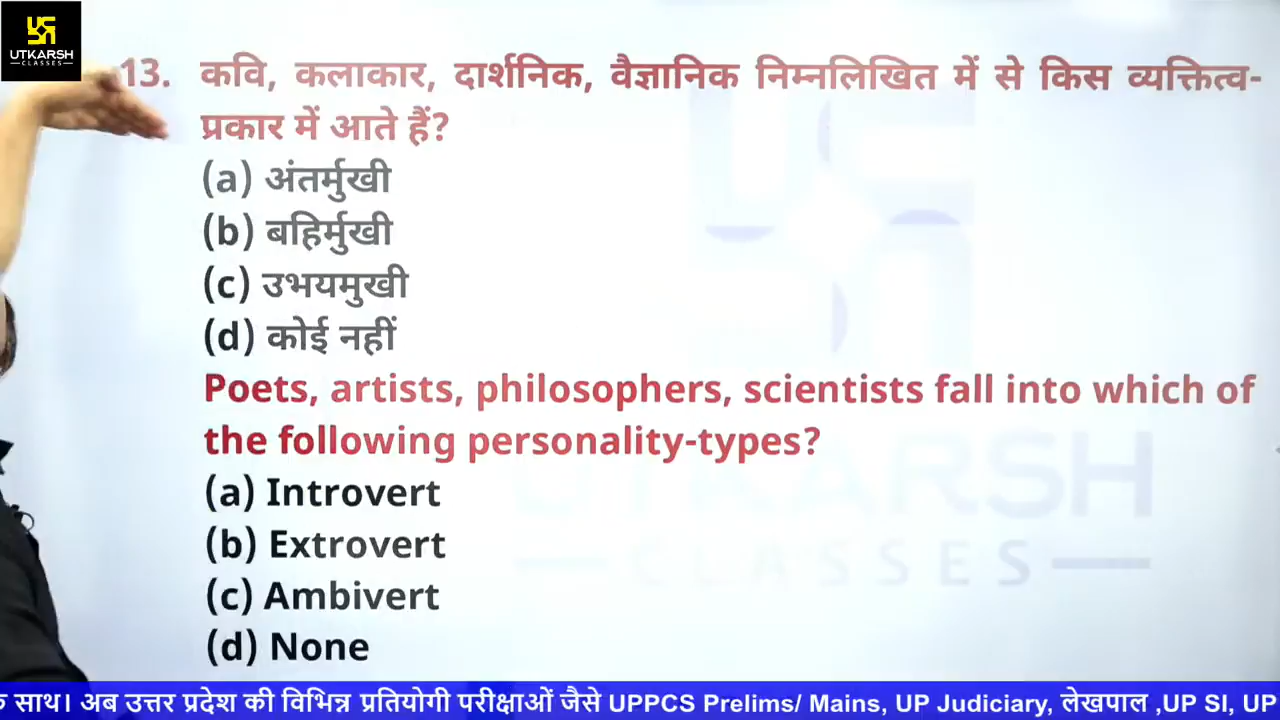 UTKARSH
CLASSES
13. कवि, कलाकार, दार्शनिक, वैज्ञानिक निम्नलिखित में से किस व्यक्तित्व-
प्रकार में आते हैं?
(a) अंतर्मुखी
(b) बहिर्मुखी
(c) उभयमुखी
(d) कोई नहीं
Poets, artists, philosophers, scientists fall into which of
the following personality-types?
(a) Introvert
(b) Extrovert
(c) Ambivert
(d) None
UTKARSH
CLASSES
साथ। अब उत्तर प्रदेश की विभिन्न प्रतियोगी परीक्षाओं जैसे UPPCS Prelims/ Mains, UP Judiciary, लेखपाल ,UP SI, UP